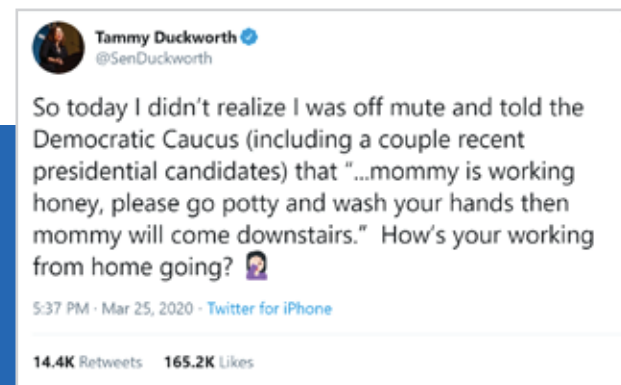 Tammy Duckworth
@SenDuckworth
So today I didn't realize I was off mute and told the
Democratic Caucus (including a couple recent
presidential candidates) that "...mommy is working
honey, please go potty and wash your hands then
mommy will come downstairs." How's your working
from home going? 🤦🏻‍♀️
5:37 PM · Mar 25, 2020 · Twitter for iPhone
14.4K Retweets 165.2K Likes